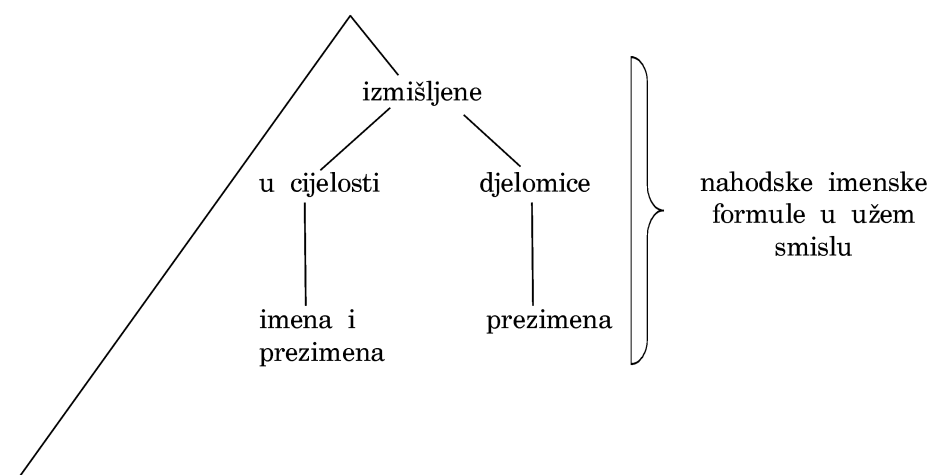 izmišljene
u cijelosti
djelomice
nahodske imenske
formule u užem
smislu
imena i
prezimena
prezimena